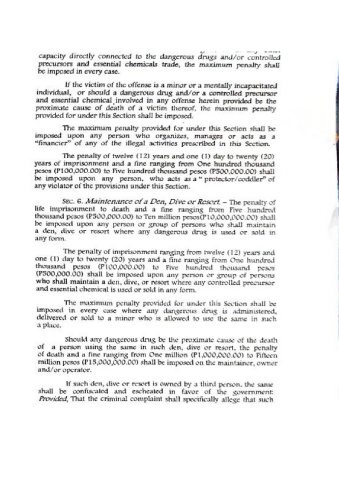 capacity directly connected to the dangerous drugs and/or controlled
precursors and essential chemicals trade, the maximum penalty shall
be imposed in every case.
If the victim of the offense is a minor or a mentally incapacitated
individual, or should a dangerous drug and/or a controlled precursor
and essential chemical involved in any offense herein provided be the
proximate cause of death of a victim thereof, the maximum penalty
provided for under this Section shall be imposed.
The maximum penalty provided for under this Section shall be
imposed upon any person who organizes, manages or acts as a
"financier" of any of the illegal activities prescribed in this Section.
The penalty of twelve (12) years and one (1) day to twenty (20)
years of imprisonment and a fine ranging from One hundred thousand
pesos (P100,000.00) to Five hundred thousand pesos (P500,000.00) shall
be imposed upon any person, who acts as a "protector/coddler" of
any violator of the provisions under this Section.
SEC. 6. Maintenance of a Den, Dive or Resort. – The penalty of
life imprisonment to death and a fine ranging from Five hundred
thousand pesos (P500,000.00) to Ten million pesos(P10,000,000.00) shall
be imposed upon any person or group of persons who shall maintain
a den, dive or resort where any dangerous drug is used or sold in
any form.
The penalty of imprisonment ranging from twelve (12) years and
one (1) day to twenty (20) years and a fine ranging from One hundred
thousand pesos (P100,000.00) to Five hundred thousand pesos
(P500,000.00) shall be imposed upon any person or group of persons
who shall maintain a den, dive, or resort where any controlled precursor
and essential chemical is used or sold in any form.
The maximum penalty provided for under this Section shall be
imposed in every case where any dangerous drug is administered,
delivered or sold to a minor who is allowed to use the same in such
a place.
Should any dangerous drug be the proximate cause of the death
of a person using the same in such den, dive or resort, the penalty
of death and a fine ranging from One million (P1,000,000.00) to Fifteen
million pesos (P15,000,000.00) shall be imposed on the maintainer, owner
and/or operator.
If such den, dive or resort is owned by a third person, the same
shall be confiscated and escheated in favor of the government:
Provided, That the criminal complaint shall specifically allege that such